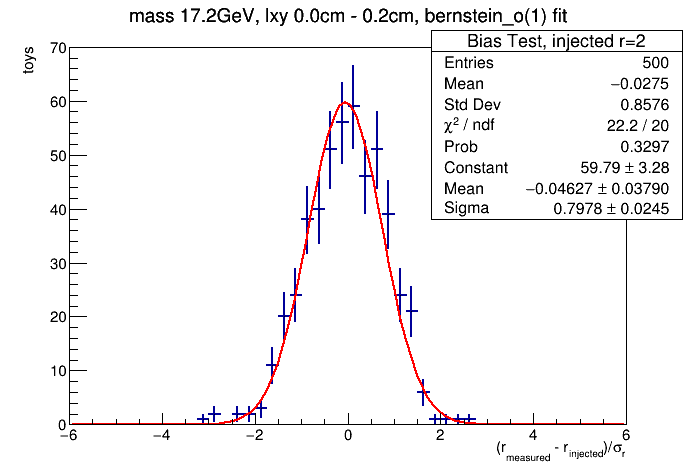 mass 17.2GeV, lxy 0.0cm - 0.2cm, bernstein_o(1) fit
Bias Test, injected r=2
Entries 500
Mean −0.0275
Std Dev 0.8576
χ² / ndf 22.2 / 20
Prob 0.3297
Constant 59.79 ± 3.28
Mean −0.04627 ± 0.03790
Sigma 0.7978 ± 0.0245
toys
70
60
50
40
30
20
10
0
−6 −4 −2 0 2 4 6
(r_measured - r_injected)/σ_r